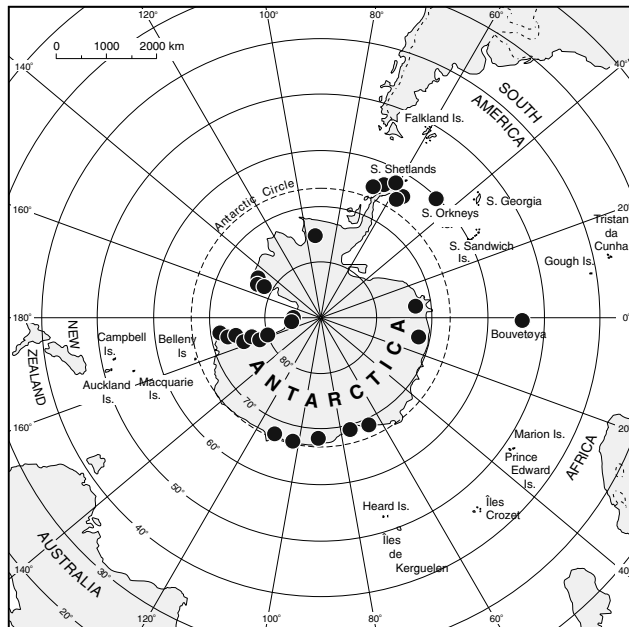 120°
100°
80°
60°
0 1000 2000 km
140°
40°
SOUTH
AMERICA
Falkland Is.
S. Shetlands
Antarctic Circle
160°
S. Orkneys
S. Georgia
20°
Tristan
da
Cunha
S. Sandwich
Is.
Gough Is.
180°
0°
NEW
ZEALAND
Campbell
Is.
Belleny
Is
Bouvetøya
Auckland
Is.
Macquarie
Is.
ANTARCTICA
80°
70°
60°
50°
40°
30°
20°
160°
20°
Marion Is.
Prince
Edward
Is.
AFRICA
Heard Is.
Îles
Crozet
Îles
de
Kerguelen
AUSTRALIA
140°
40°
120°
100°
80°
60°